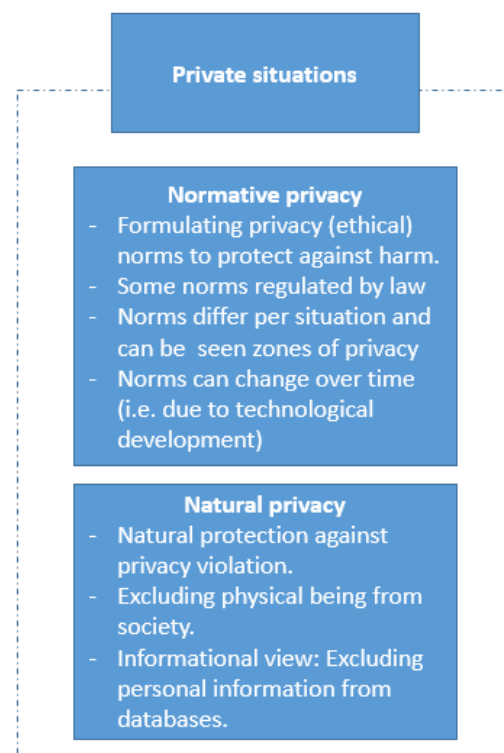 Private situations
Normative privacy
- Formulating privacy (ethical)
norms to protect against harm.
- Some norms regulated by law
- Norms differ per situation and
can be  seen zones of privacy
- Norms can change over time
(i.e. due to technological
development)
Natural privacy
- Natural protection against
privacy violation.
- Excluding physical being from
society.
- Informational view: Excluding
personal information from
databases.